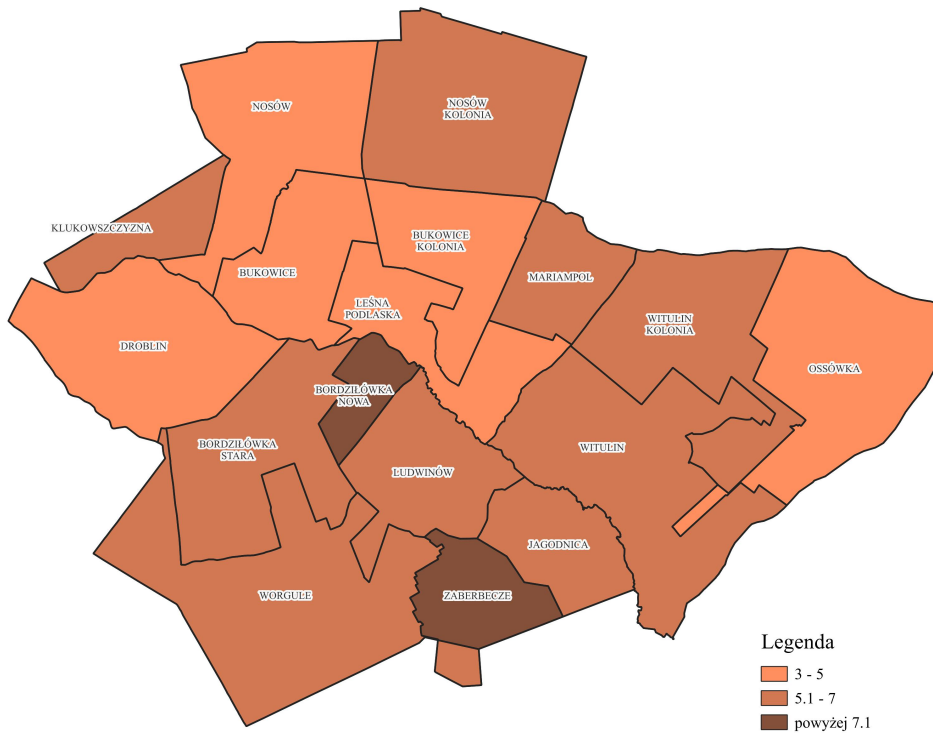 NOSÓW
NOSÓW
KOLONIA
KLUKOWSZCZYZNA
BUKOWICE
KOLONIA
BUKOWICE
MARIAMPOL
LEŚNA
PODLASKA
WITULIN
KOLONIA
DROBLIN
OSSÓWKA
BORDZIŁÓWKA
NOWA
BORDZIŁÓWKA
STARA
WITULIN
LUDWINÓW
JAGODNICA
WORGULE
ZABERBECZE
Legenda
3 - 5
5.1 - 7
powyżej 7.1